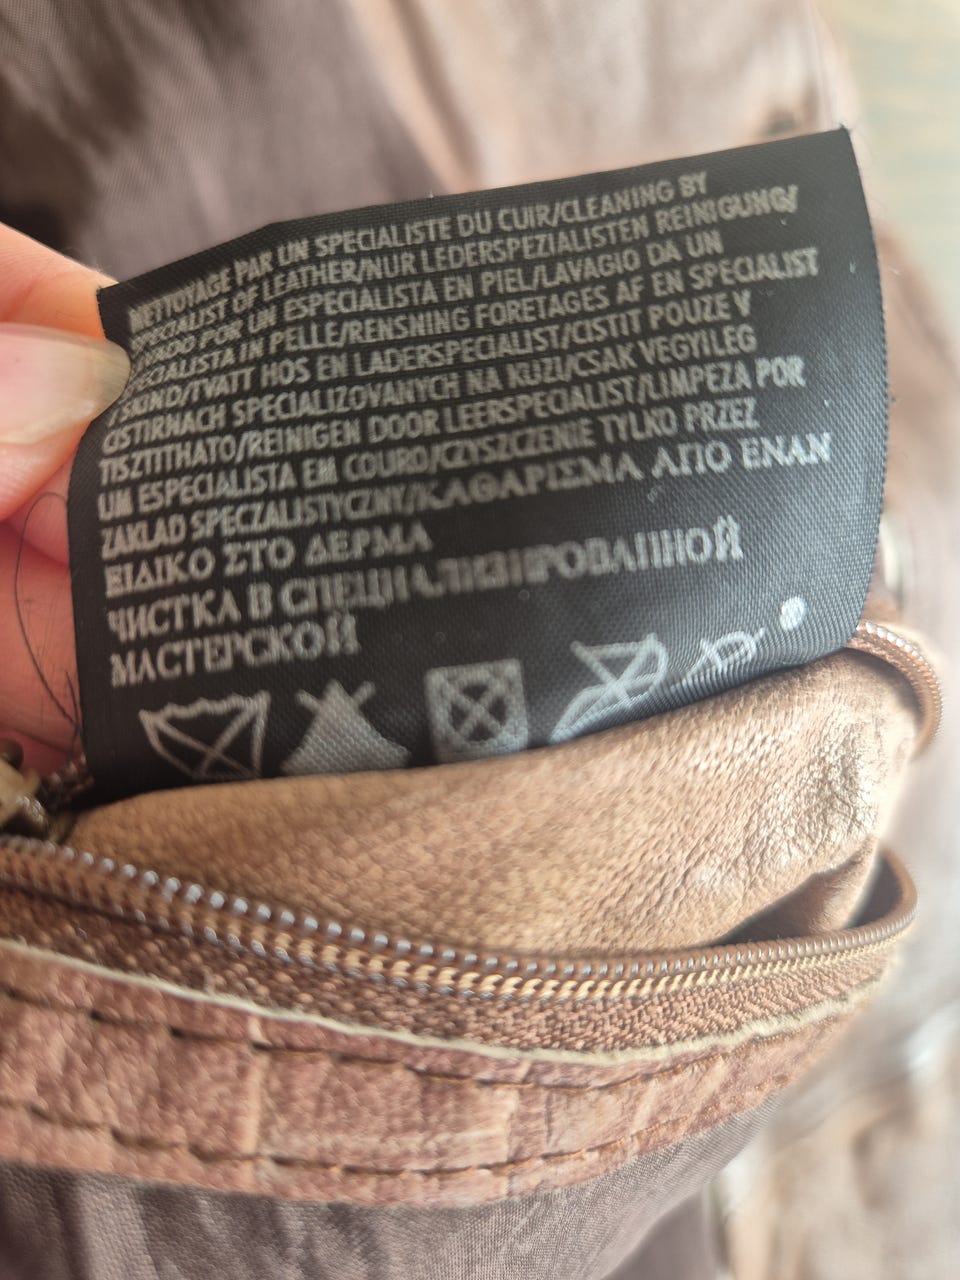 NETTOYAGE PAR UN SPECIALISTE DU CUIR/CLEANING BY
SPECIALIST OF LEATHER/NUR LEDERSPEZIALISTEN REINIGUNG/
POR UN ESPECIALISTA EN PIEL/LAVAGIO DA UN
SPECIALISTA IN PELLE/RENSNING FORETAGES AF EN SPECIALIST
I SKIND/TVATT HOS EN LADERSPECIALIST/CISTIT POUZE V
CISTIRNACH SPECIALIZOVANYCH NA KUZI/CSAK VEGYILEG
TISZTITHATO/REINIGEN DOOR LEERSPECIALIST/LIMPEZA POR
UM ESPECIALISTA EM COURO/CZYSZCZENIE TYLKO PRZEZ
ZAKLAD SPECZALISTYCZNY/ΚΑΘΑΡΙΣΜΑ ΑΠΟ ΕΝΑΝ
ΕΙΔΙΚΟ ΣΤΟ ΔΕΡΜΑ
ЧИСТКА В СПЕЦИАЛИЗИРОВАННОЙ
МАСТЕРСКОЙ